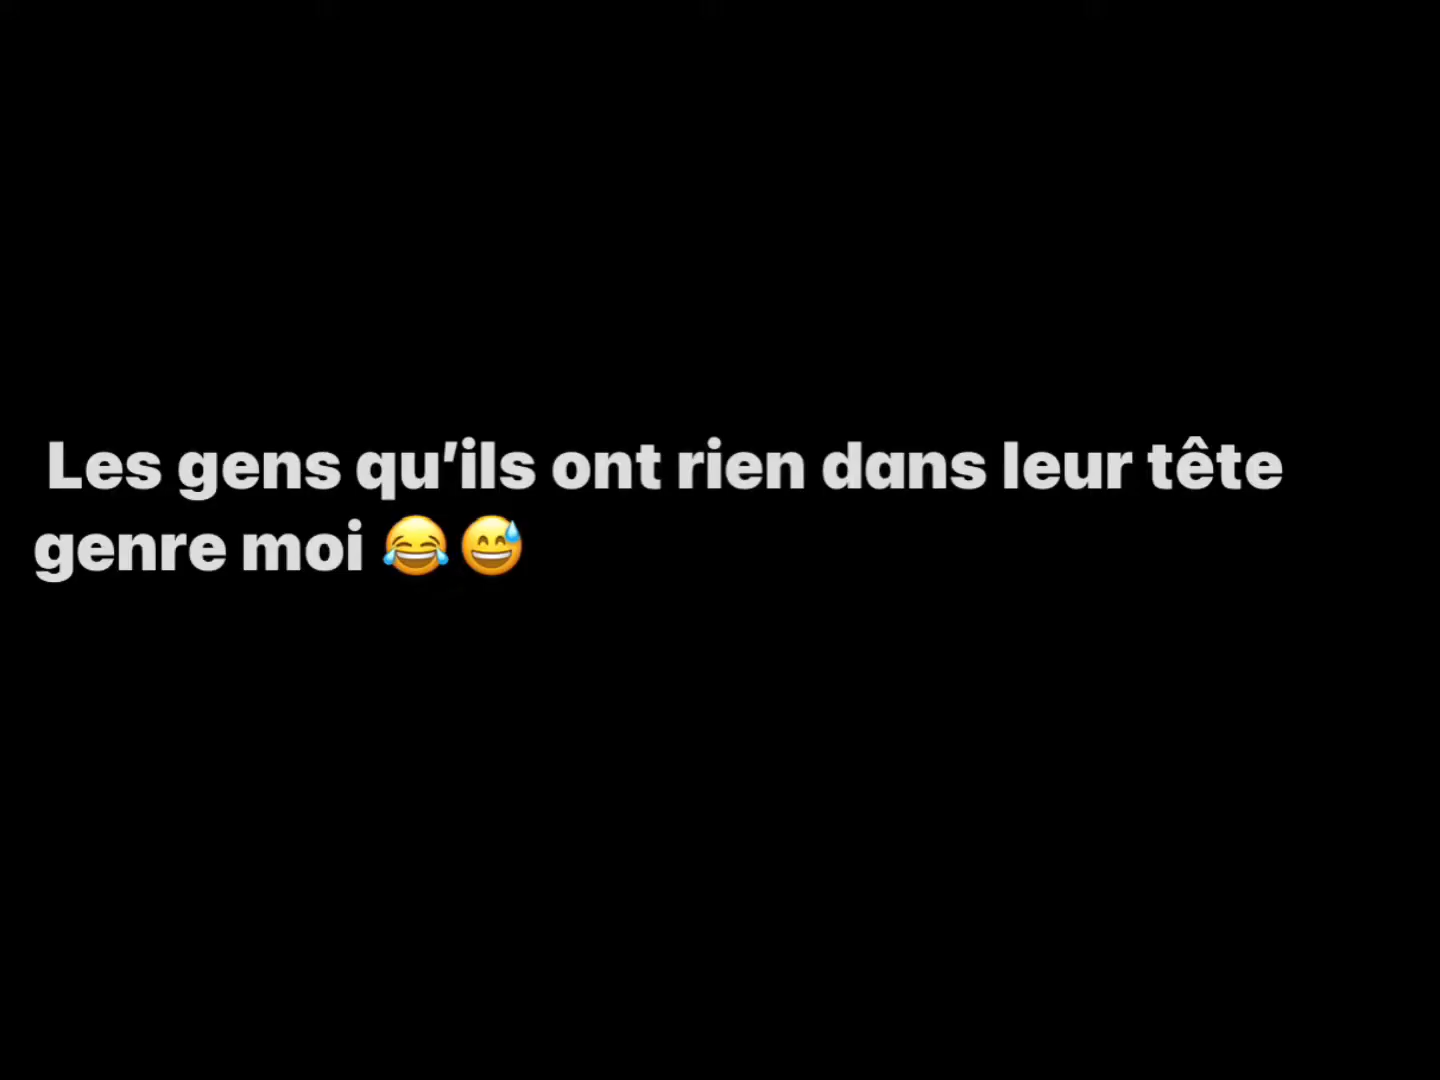 Les gens qu’ils ont rien dans leur tête
genre moi 😂😅